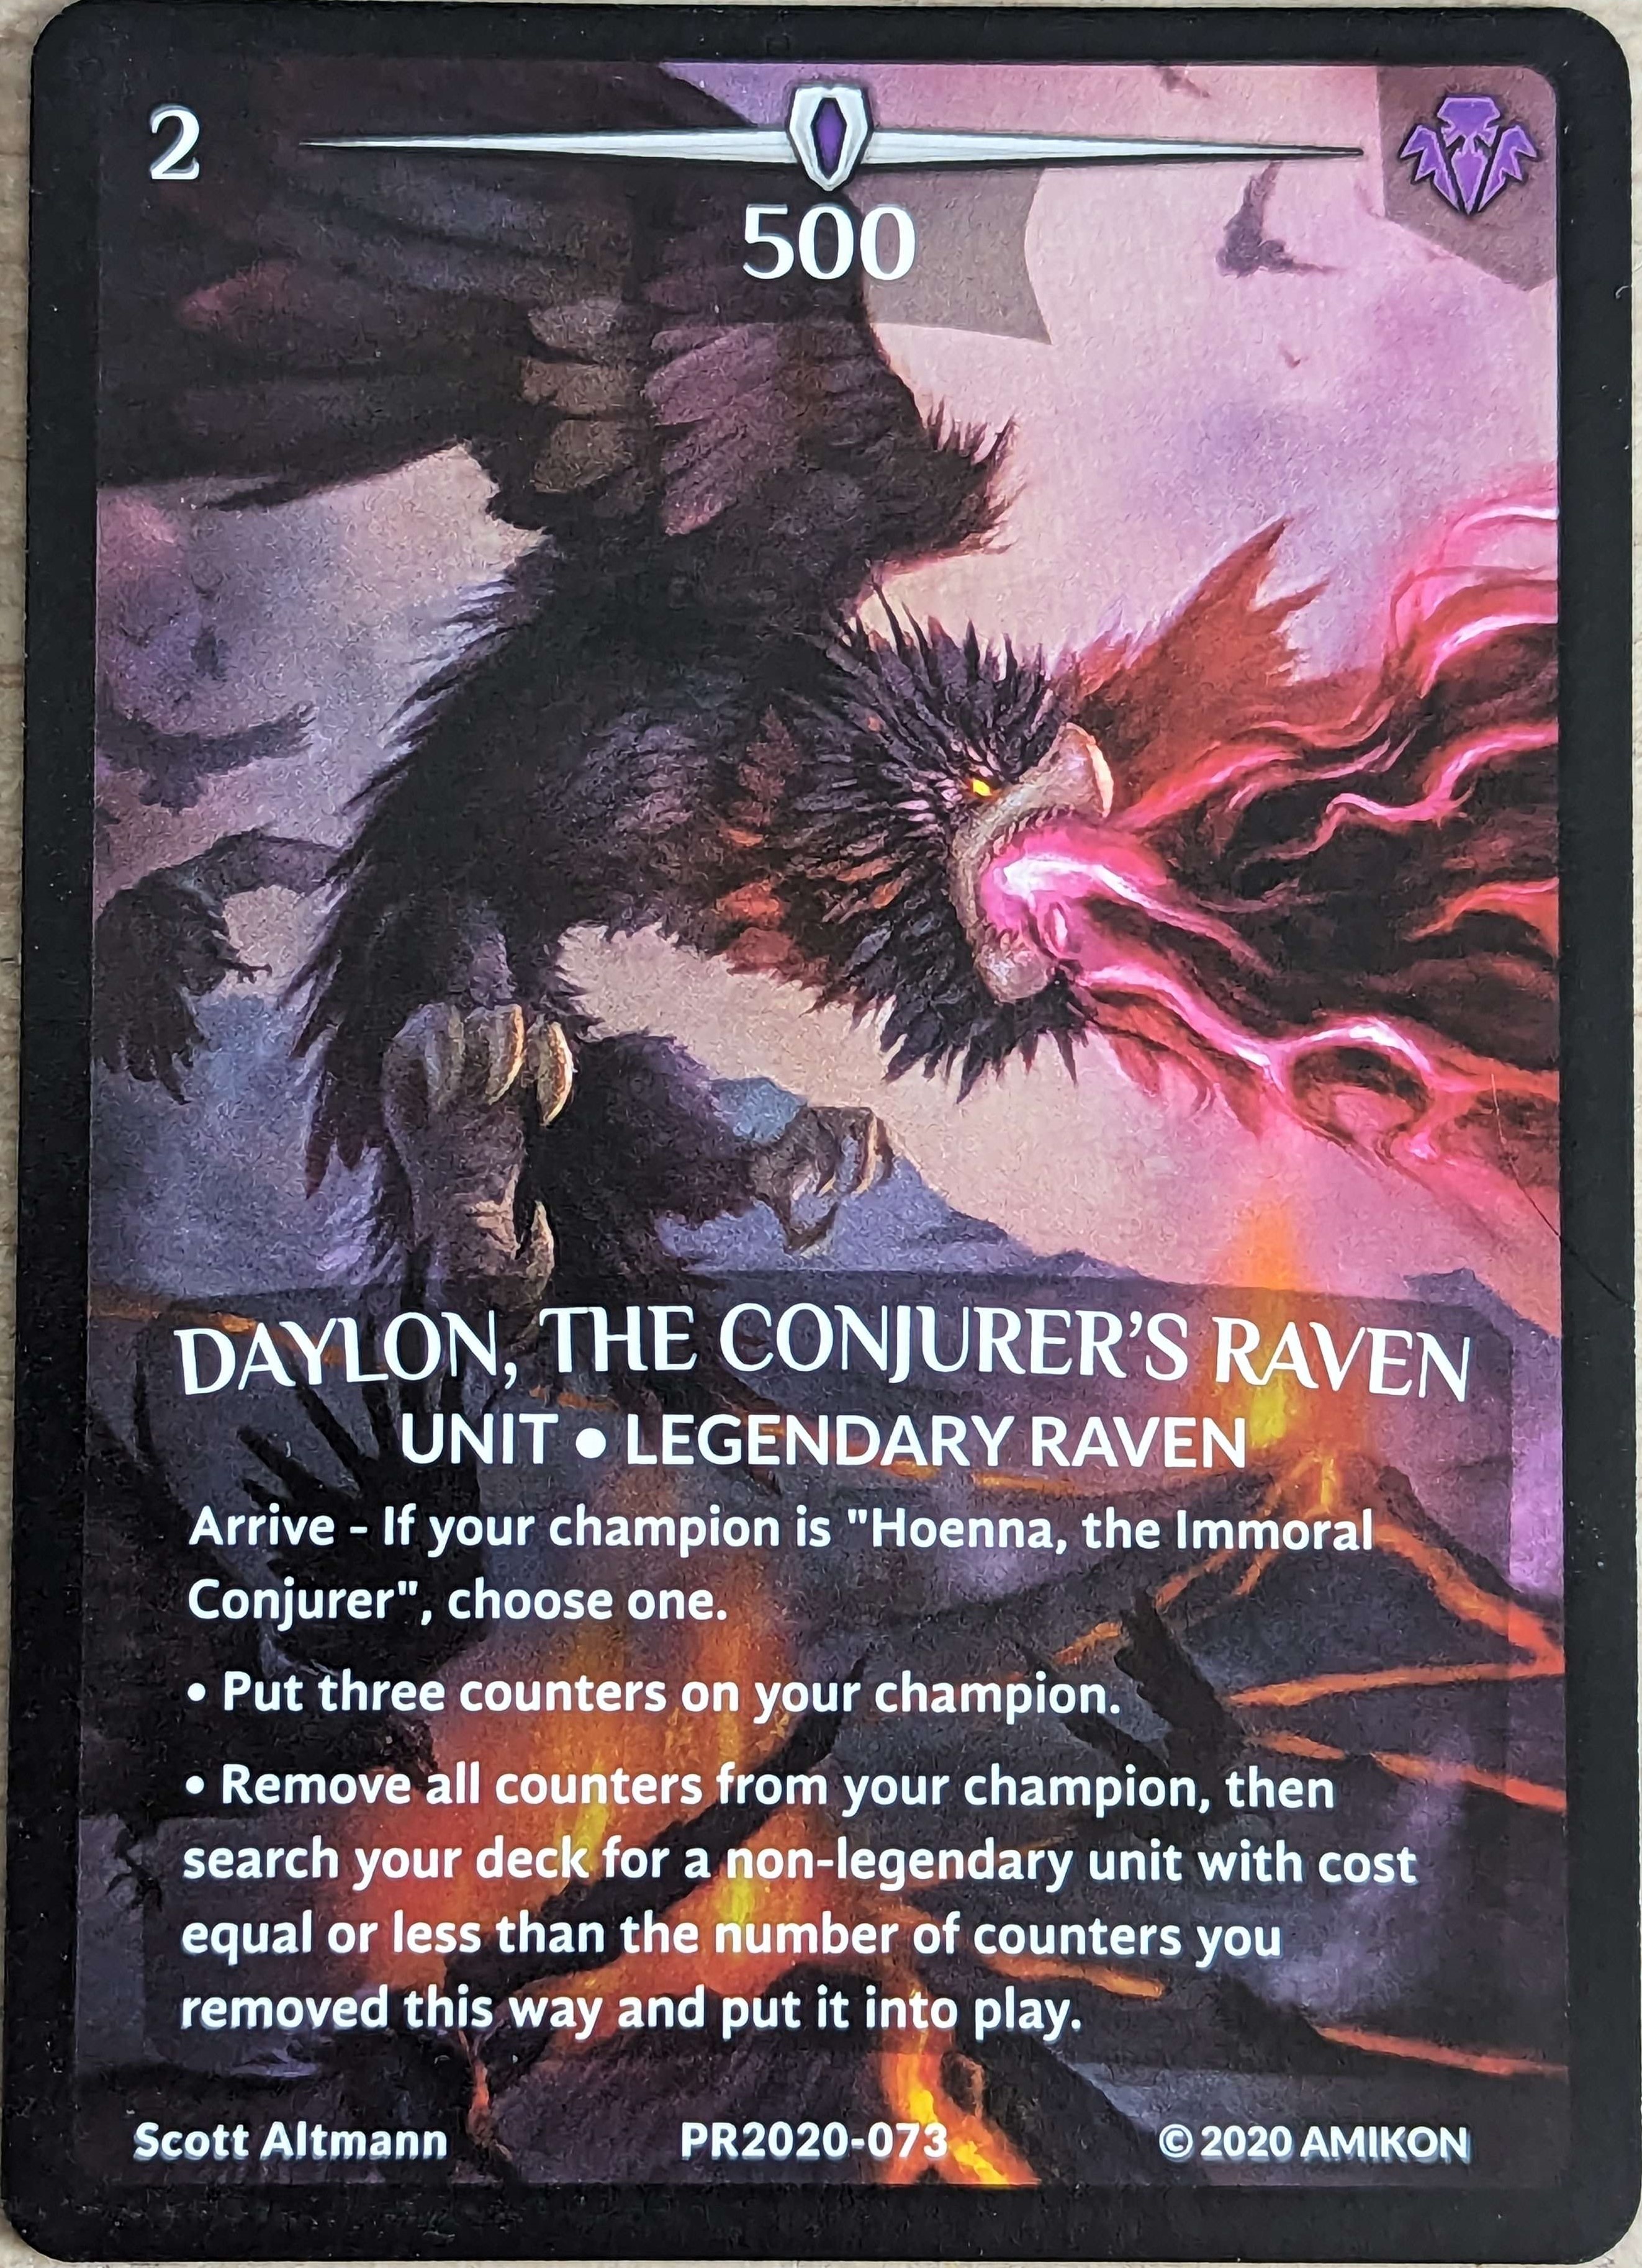 2
500
DAYLON, THE CONJURER'S RAVEN
UNIT • LEGENDARY RAVEN
Arrive - If your champion is "Hoenna, the Immoral
Conjurer", choose one.
• Put three counters on your champion.
• Remove all counters from your champion, then
search your deck for a non-legendary unit with cost
equal or less than the number of counters you
removed this way and put it into play.
Scott Altmann PR2020-073 © 2020 AMIKON